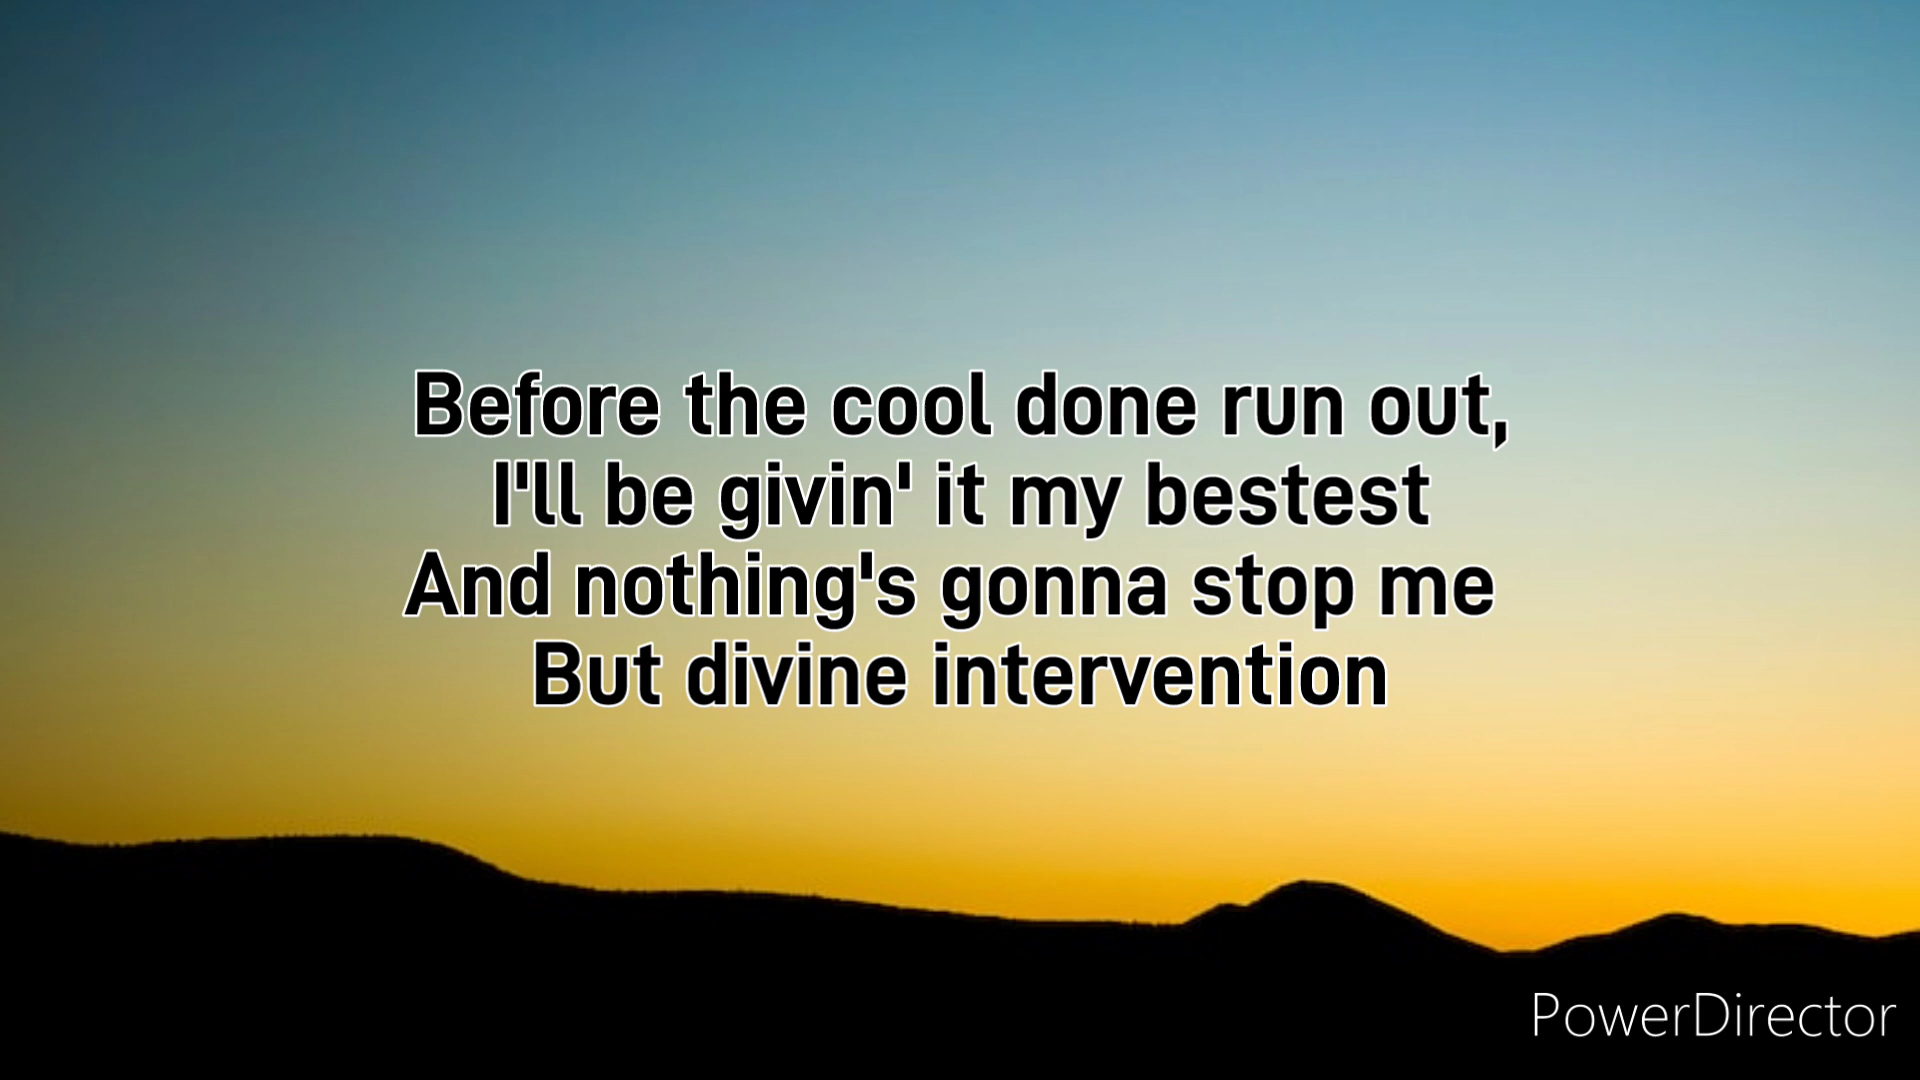 Before the cool done run out,
I'll be givin' it my bestest
And nothing's gonna stop me
But divine intervention
PowerDirector